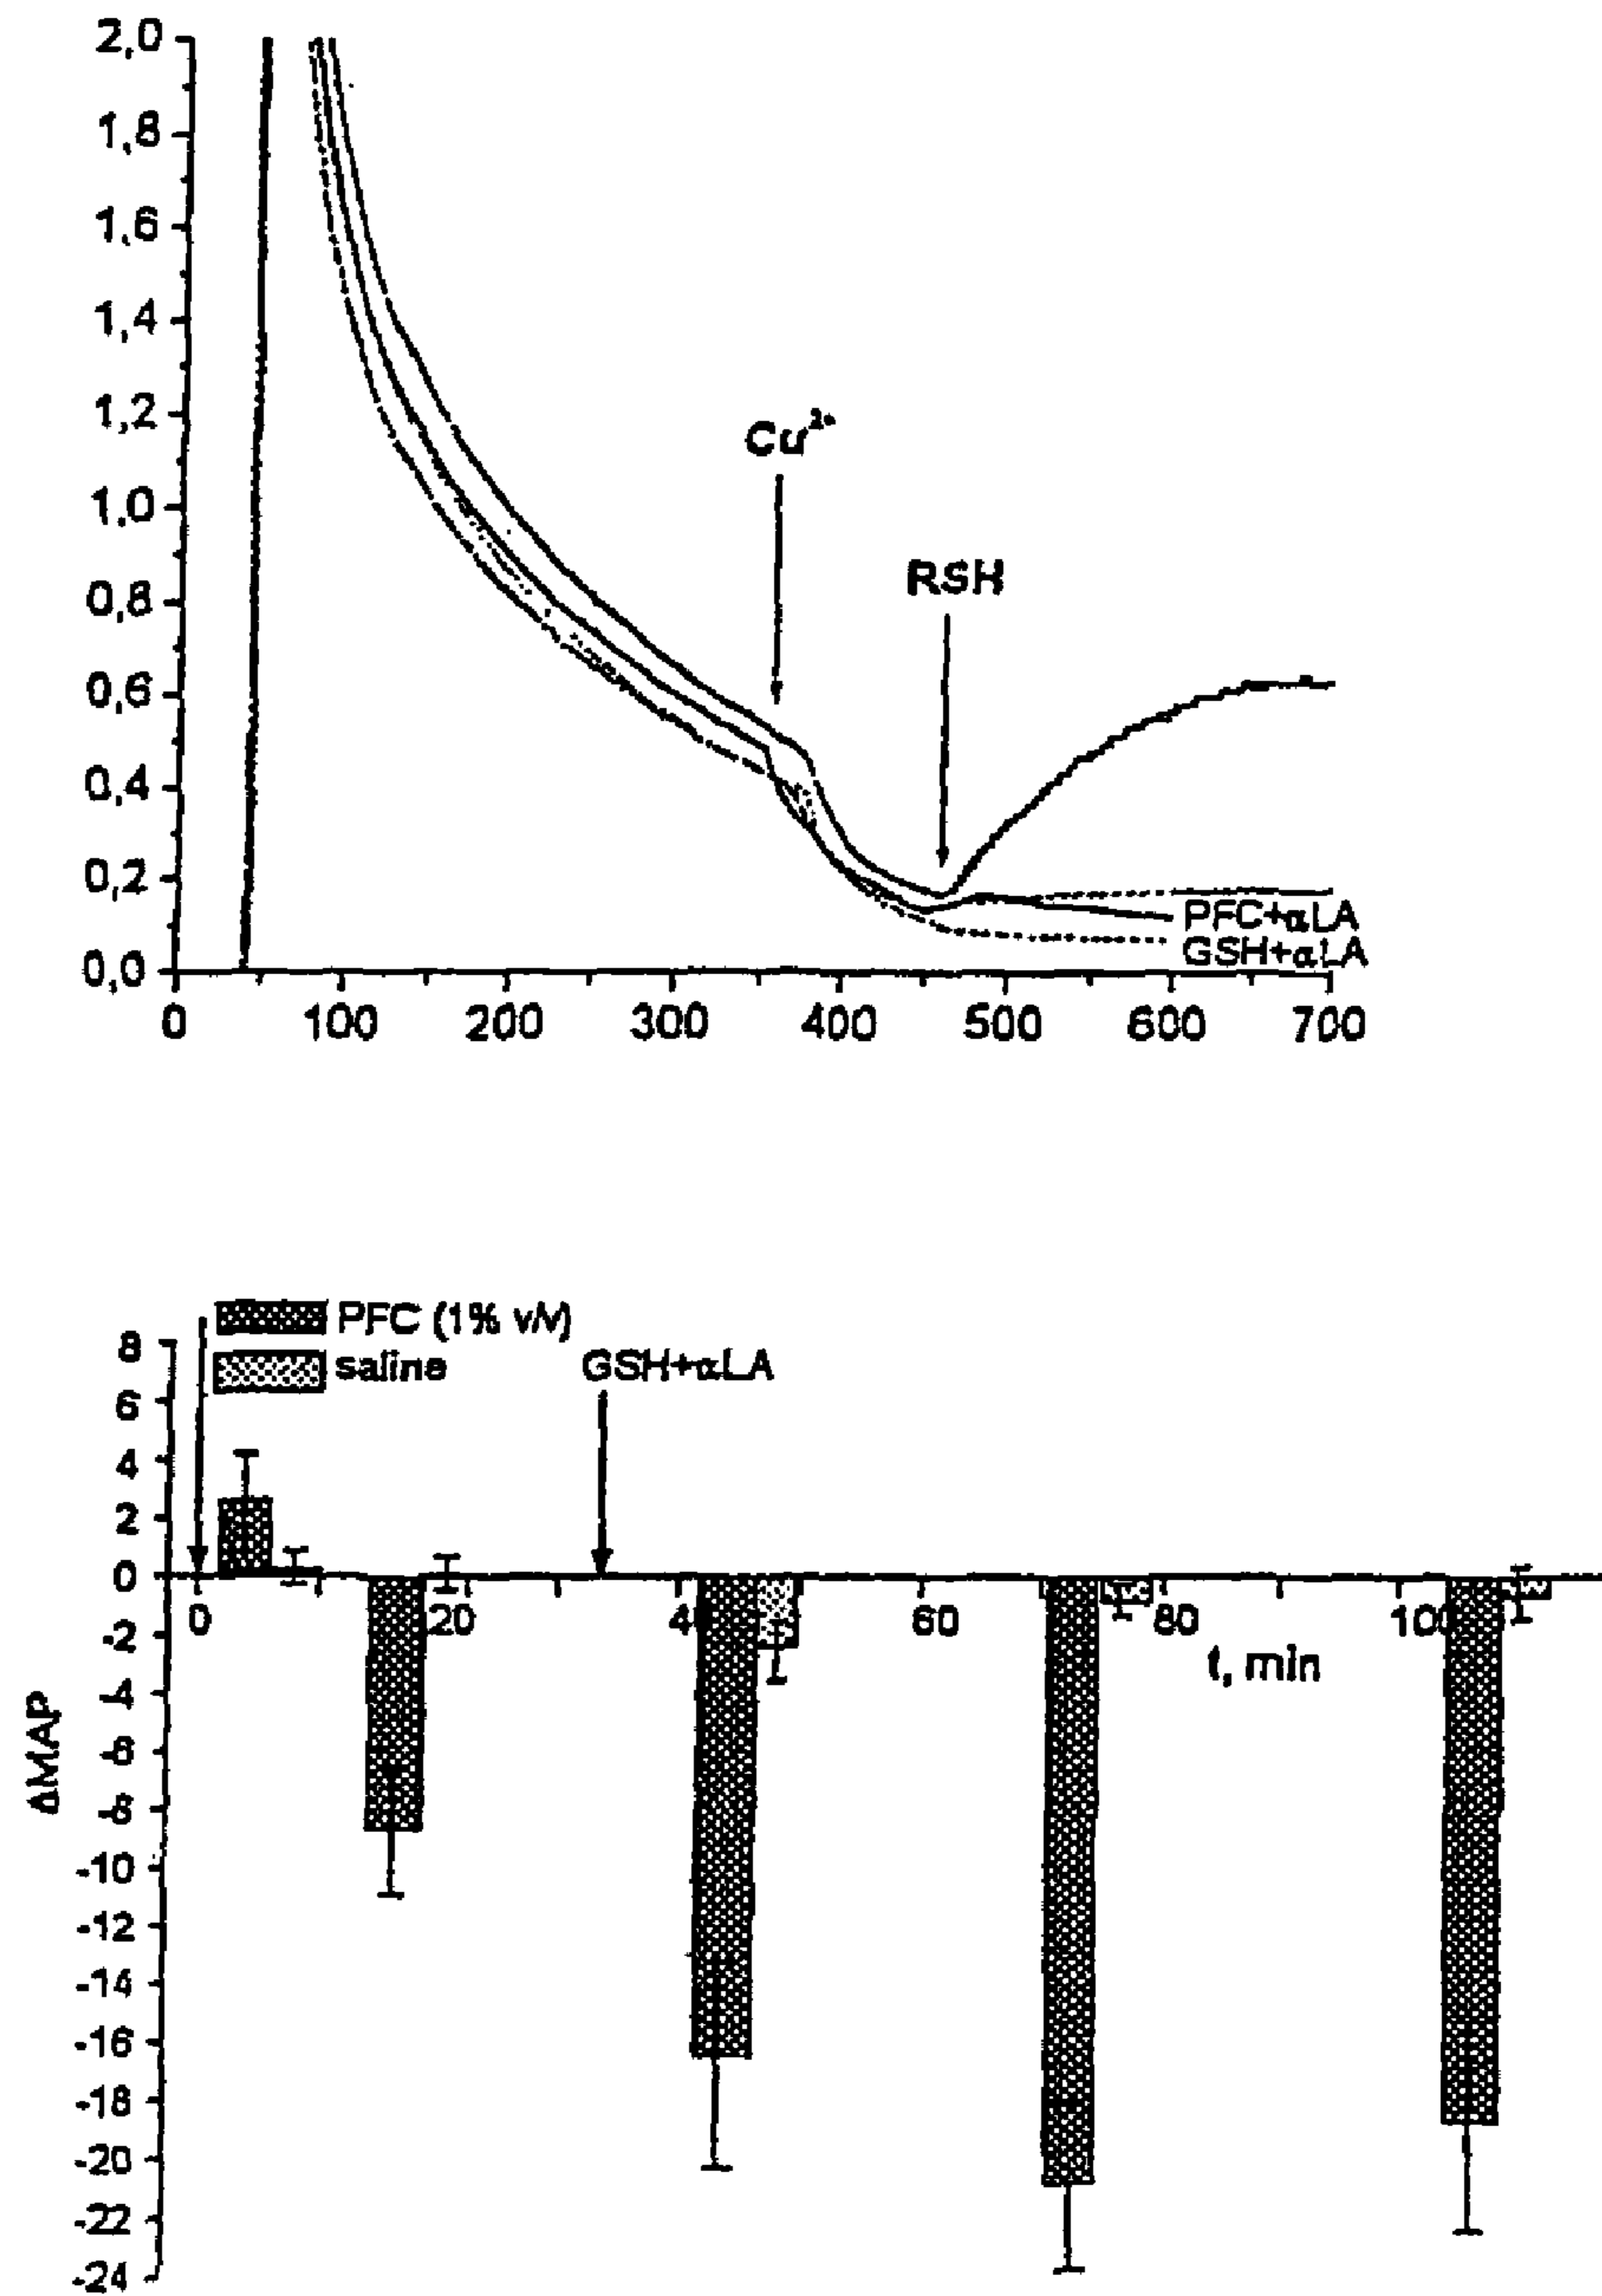 2,0
1,8
1,6
1,4
1,2
1,0
0,8
0,6
0,4
0,2
0,0
Cu²⁺
RSH
PFC+αLA
GSH+αLA
0 100 200 300 400 500 600 700
PFC (1% v/v)
saline
GSH+αLA
8
6
4
2
0
-2
-4
-6
-8
-10
-12
-14
-16
-18
-20
-22
-24
ΔMAP
0 20 4 60 80 100
t, min